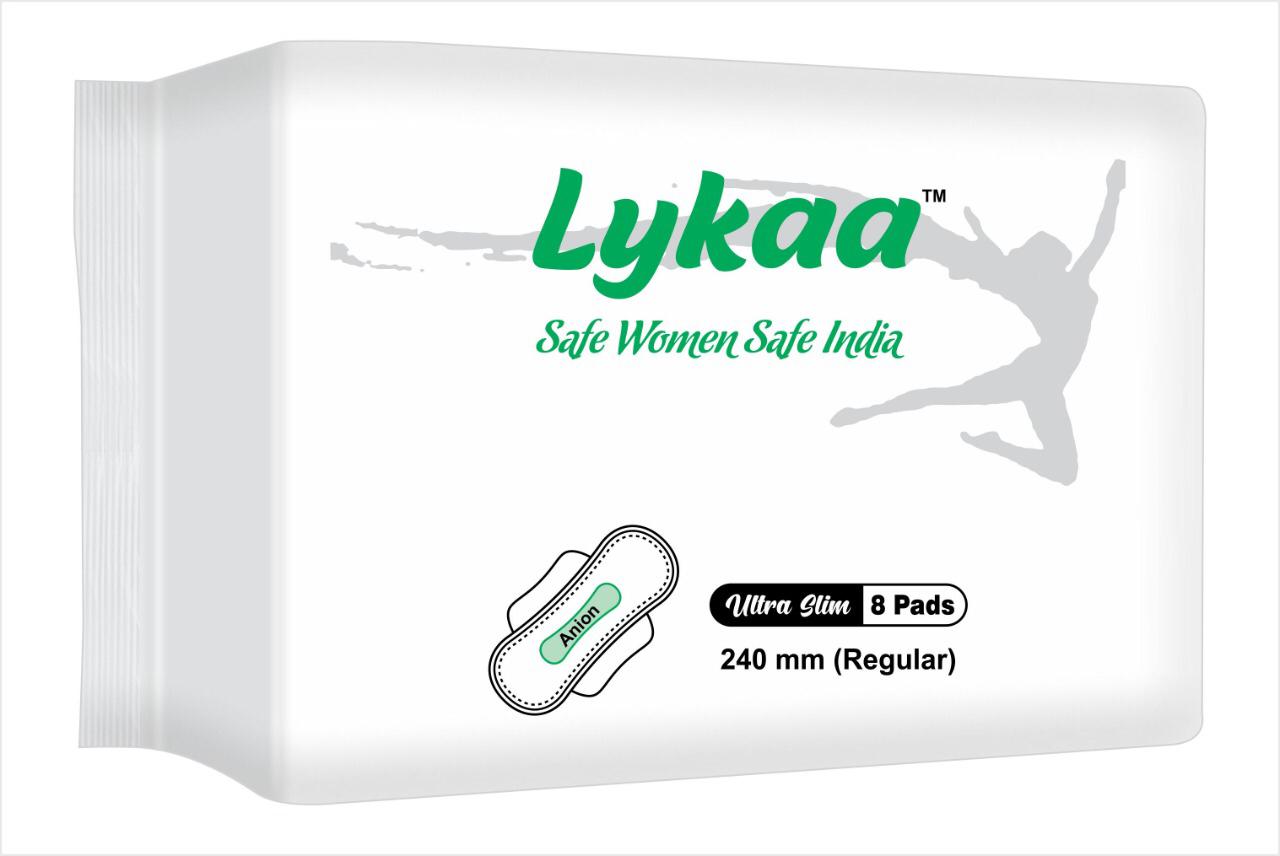 Lykaa™
Safe Women Safe India
Anion
Ultra Slim 8 Pads
240 mm (Regular)